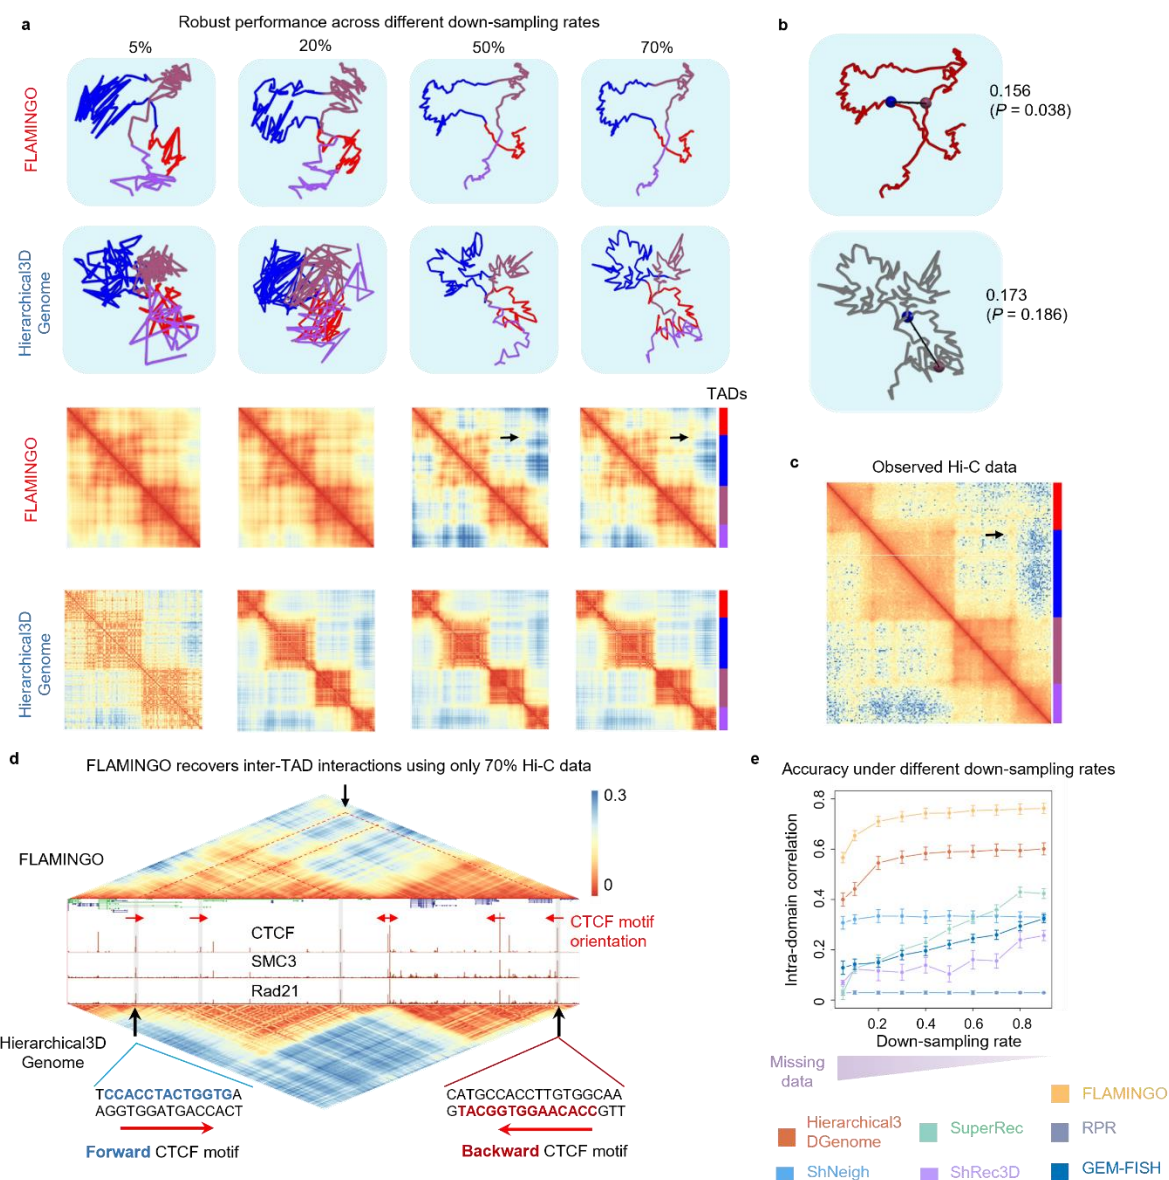 a
Robust performance across different down-sampling rates
5%
20%
50%
70%
FLAMINGO
Hierarchical3D
Genome
TADs
FLAMINGO
Hierarchical3D
Genome
b
0.156
(P = 0.038)
0.173
(P = 0.186)
c
Observed Hi-C data
d
FLAMINGO recovers inter-TAD interactions using only 70% Hi-C data
FLAMINGO
0.3
0
CTCF motif
orientation
CTCF
SMC3
Rad21
Hierarchical3D
Genome
TCCACCTACTGGTGA
AGGTGGATGACCACT
Forward CTCF motif
CATGCCACCTTGTGGCAA
GTACGGTGGAACACCGTT
Backward CTCF motif
e
Accuracy under different down-sampling rates
Intra-domain correlation
0.8
0.6
0.4
0.2
0
0.2
0.4
0.6
0.8
Down-sampling rate
Missing
data
FLAMINGO
Hierarchical3
DGenome
SuperRec
RPR
ShNeigh
ShRec3D
GEM-FISH